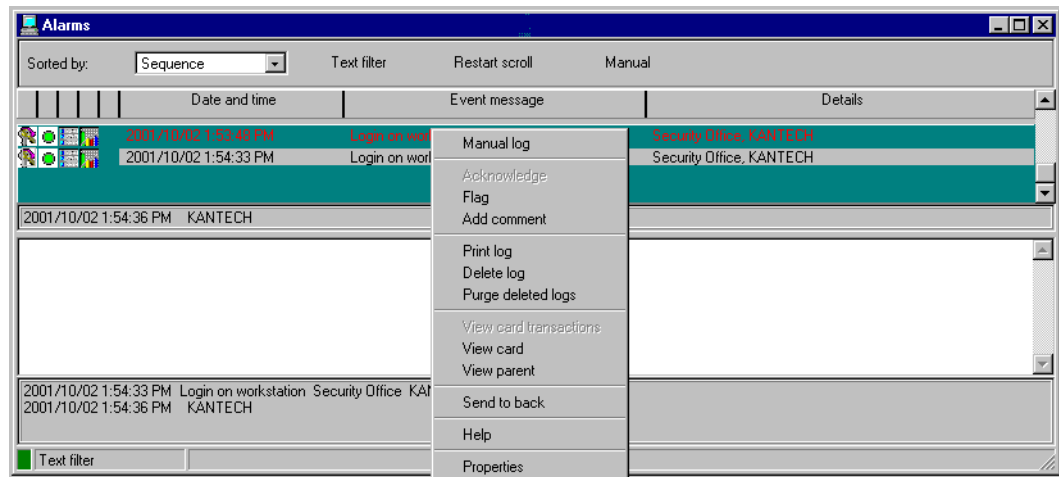 Alarms
Sorted by: Sequence Text filter Restart scroll Manual
Date and time Event message Details
2001/10/02 1:53:48 PM Login on wor Security Office, KANTECH
2001/10/02 1:54:33 PM Login on worl Security Office, KANTECH
2001/10/02 1:54:36 PM KANTECH
Manual log
Acknowledge
Flag
Add comment
Print log
Delete log
Purge deleted logs
View card transactions
View card
View parent
Send to back
Help
Properties
2001/10/02 1:54:33 PM Login on workstation Security Office KAN
2001/10/02 1:54:36 PM KANTECH
Text filter